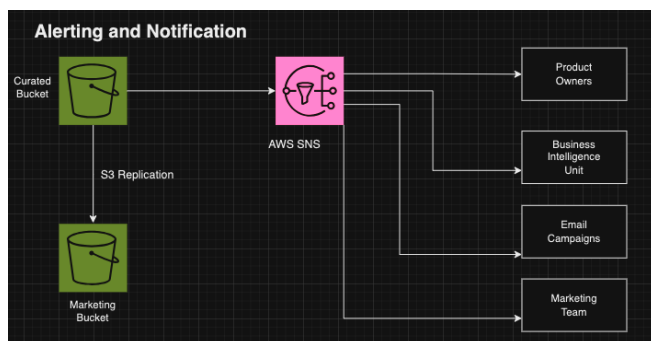 Alerting and Notification
Curated
Bucket
AWS SNS
Product
Owners
Business
Intelligence
Unit
S3 Replication
Email
Campaigns
Marketing
Bucket
Marketing
Team